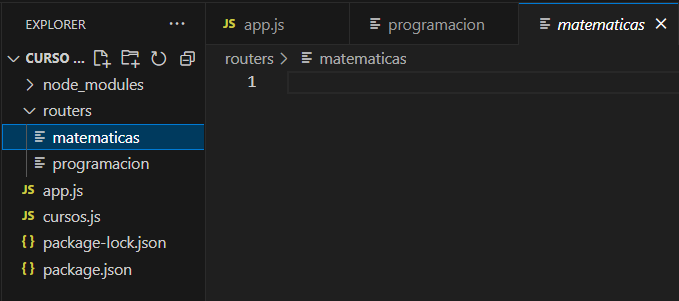 EXPLORER
CURSO ...
node_modules
routers
matematicas
programacion
JS app.js
JS cursos.js
{} package-lock.json
{} package.json
JS app.js
programacion
matematicas
routers > matematicas
1